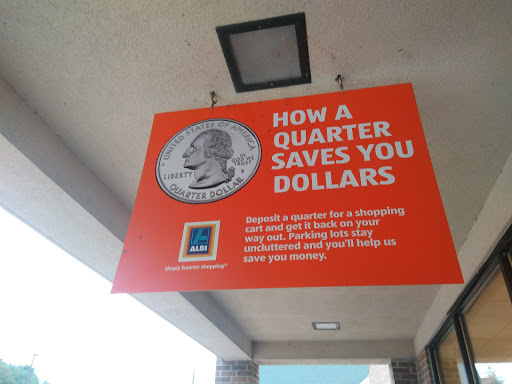 HOW A
QUARTER
SAVES YOU
DOLLARS
UNITED STATES OF AMERICA
LIBERTY
IN
GOD WE
TRUST
QUARTER DOLLAR
Deposit a quarter for a shopping
cart and get it back on your
way out. Parking lots stay
uncluttered and you'll help us
save you money.
ALDI
Simply Smarter Shopping®